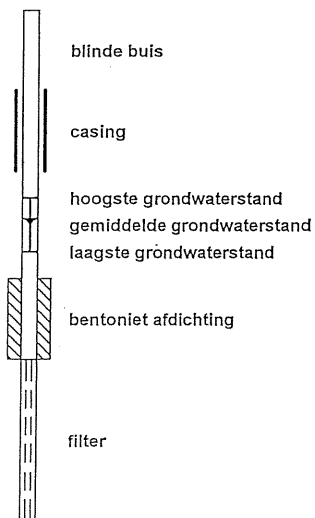 blinde buis
casing
hoogste grondwaterstand
gemiddelde grondwaterstand
laagste grondwaterstand
bentoniet afdichting
filter